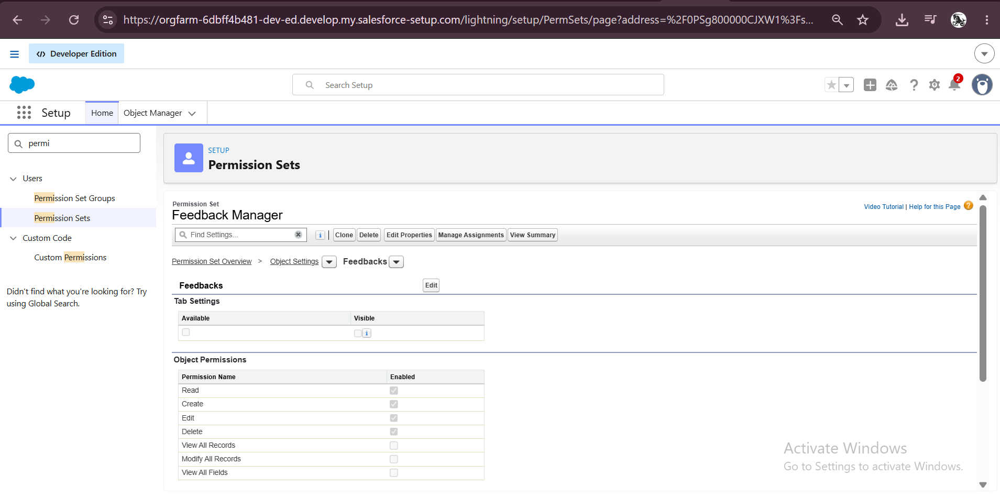 https://orgfarm-6dbff4b481-dev-ed.develop.my.salesforce-setup.com/lightning/setup/PermSets/page?address=%2F0PSg800000CJXW1%3Fs...
Developer Edition
Search Setup
2
Setup
Home
Object Manager
permi
Users
Permission Set Groups
Permission Sets
Custom Code
Custom Permissions
Didn't find what you're looking for? Try
using Global Search.
SETUP
Permission Sets
Permission Set
Feedback Manager
Video Tutorial | Help for this Page ?
Find Settings... i | Clone Delete Edit Properties Manage Assignments View Summary
Permission Set Overview > Object Settings Feedbacks
Feedbacks Edit
Tab Settings
Available Visible
i
Object Permissions
Permission Name Enabled
Read
Create
Edit
Delete
View All Records
Modify All Records
View All Fields
Activate Windows
Go to Settings to activate Windows.